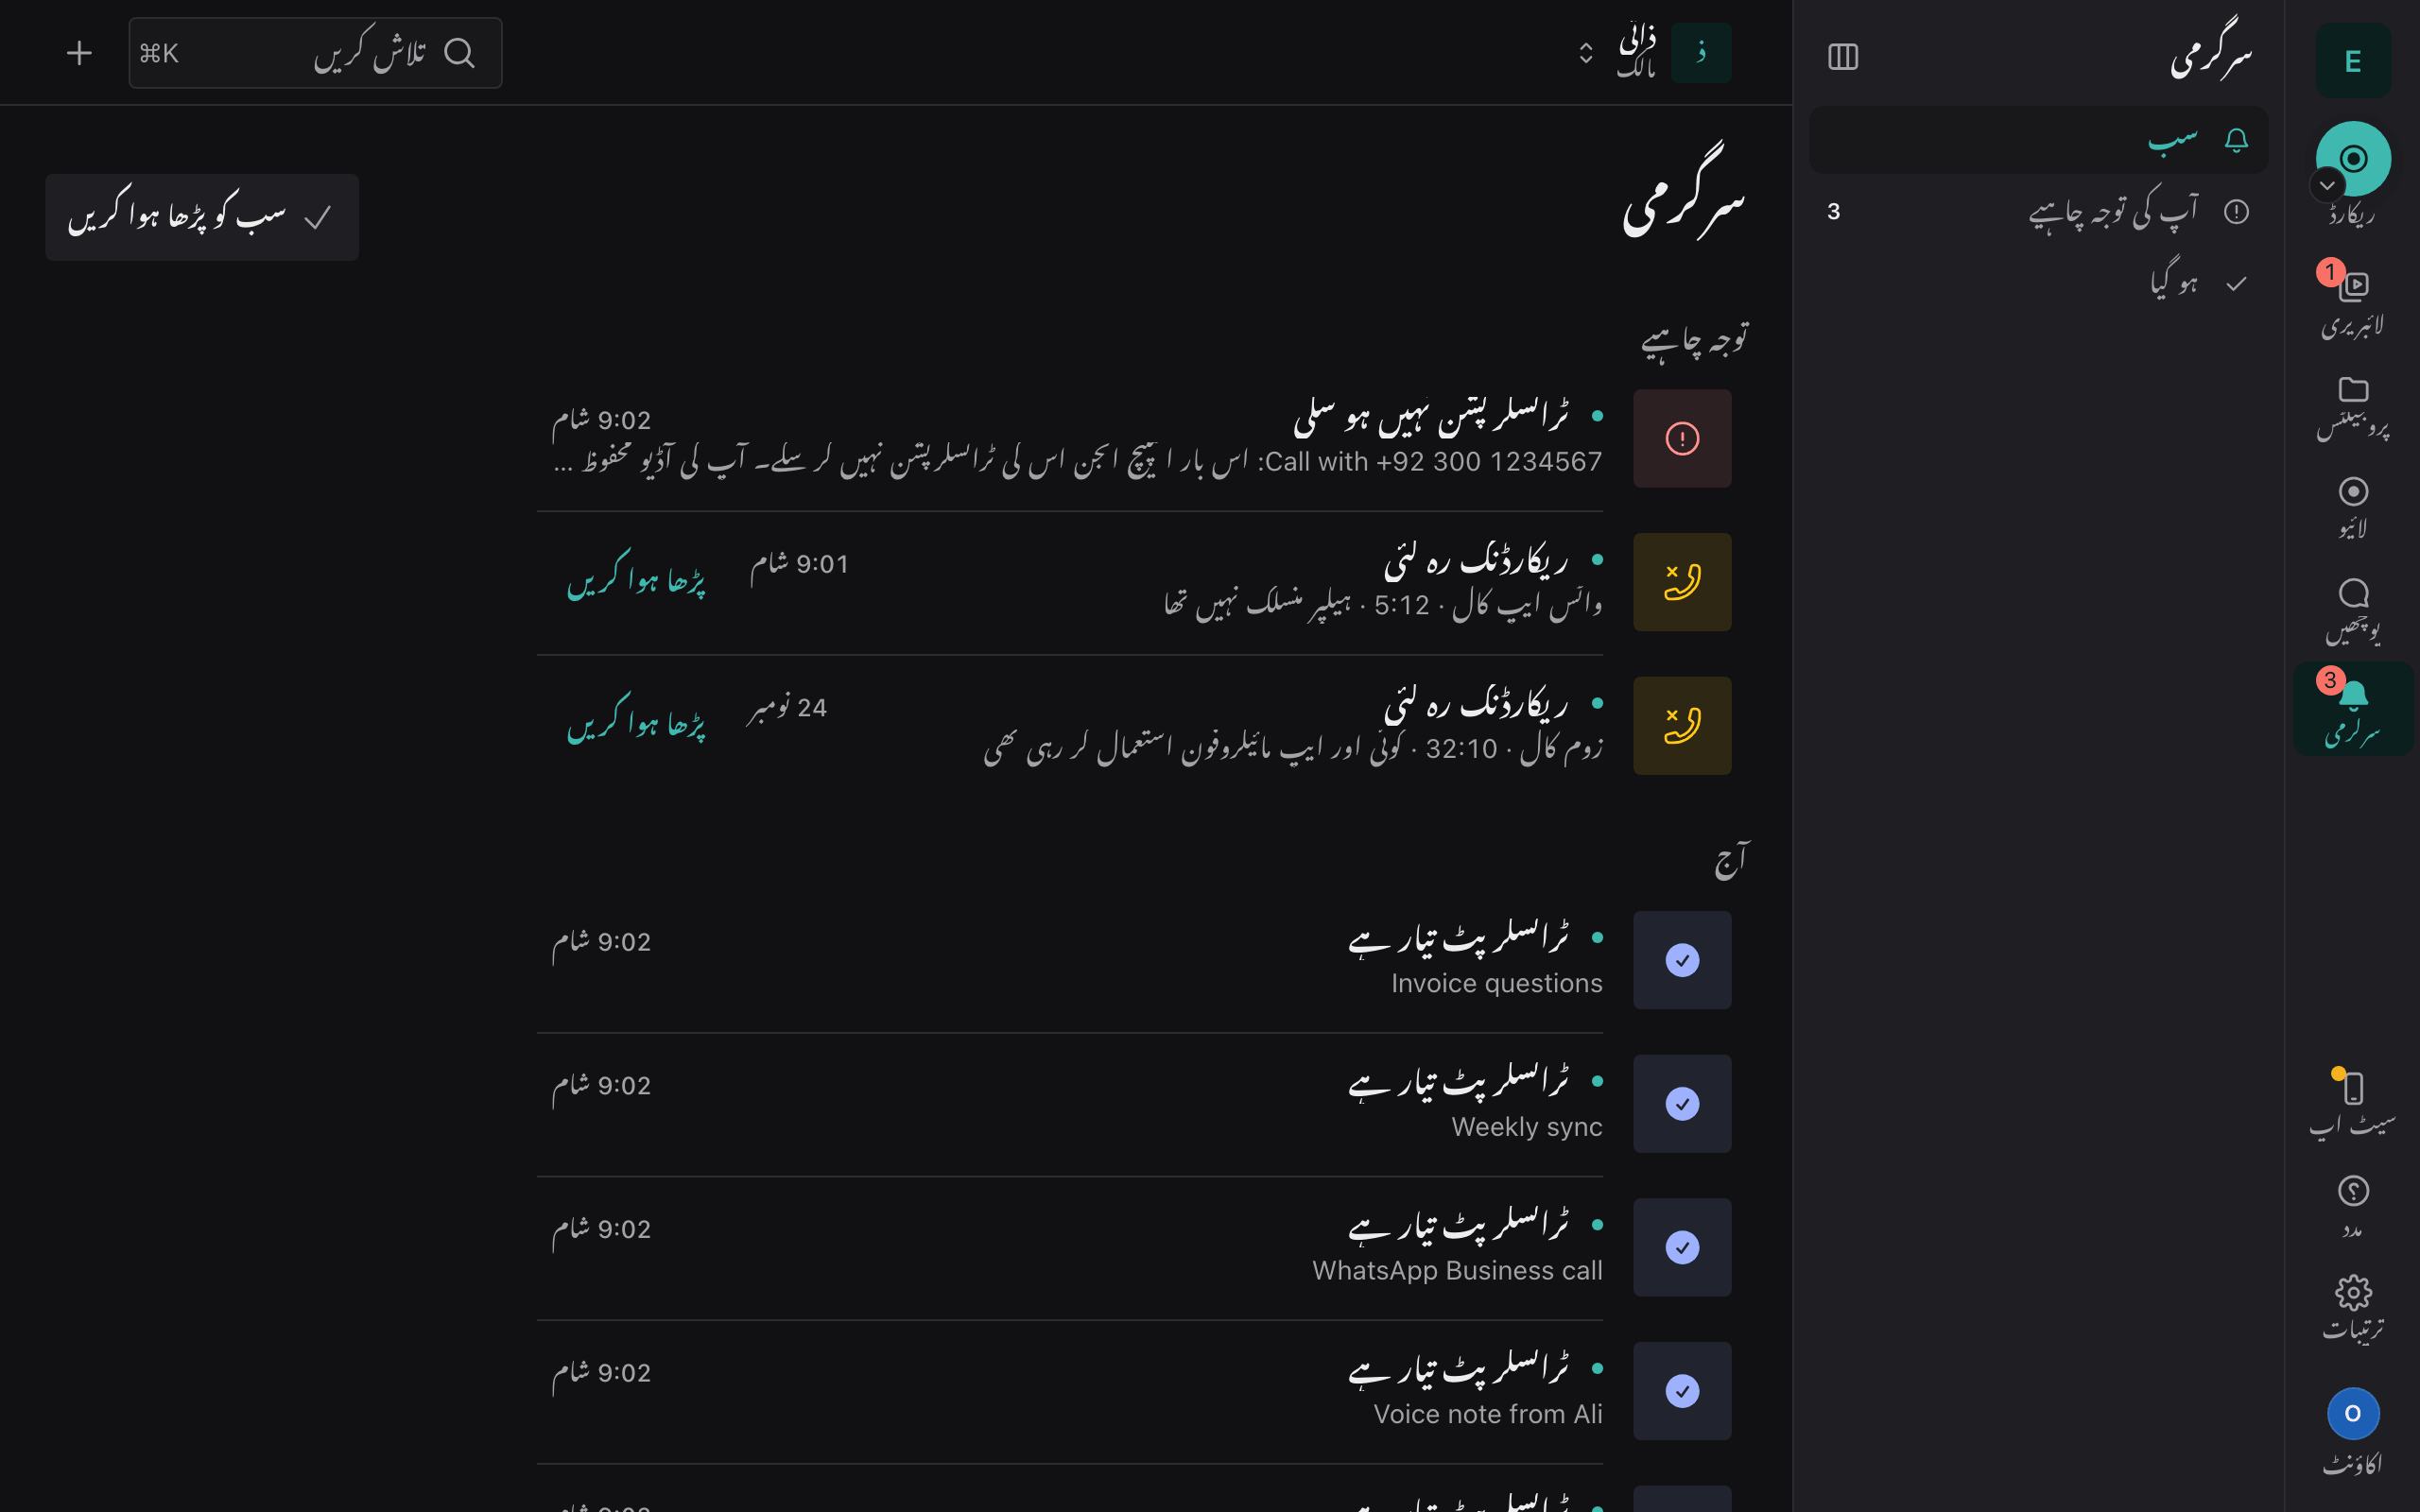 E
ریکارڈ
1
لائبریری
پروجیکٹس
لائیو
پوچھیں
3
سرگرمی
سیٹ اپ
مدد
ترتیبات
O
اکاؤنٹ
سرگرمی
سب
آپ کی توجہ چاہیے
3
ہو گیا
ذ
ذاتی
مالک
تلاش کریں
⌘K
سرگرمی
سب کو پڑھا ہوا کریں
توجہ چاہیے
ٹرانسکرپشن نہیں ہو سکی
9:02 شام
Call with +92 300 1234567: اس بار اسپیچ انجن اس کی ٹرانسکرپشن نہیں کر سکے۔ آپ کی آڈیو محفوظ ...
ریکارڈنگ رہ گئی
9:01 شام
پڑھا ہوا کریں
واٹس ایپ کال · 5:12 · ہیلپر منسلک نہیں تھا
ریکارڈنگ رہ گئی
24 نومبر
پڑھا ہوا کریں
زوم کال · 32:10 · کوئی اور ایپ مائیکروفون استعمال کر رہی تھی
آج
ٹرانسکرپٹ تیار ہے
9:02 شام
Invoice questions
ٹرانسکرپٹ تیار ہے
9:02 شام
Weekly sync
ٹرانسکرپٹ تیار ہے
9:02 شام
WhatsApp Business call
ٹرانسکرپٹ تیار ہے
9:02 شام
Voice note from Ali